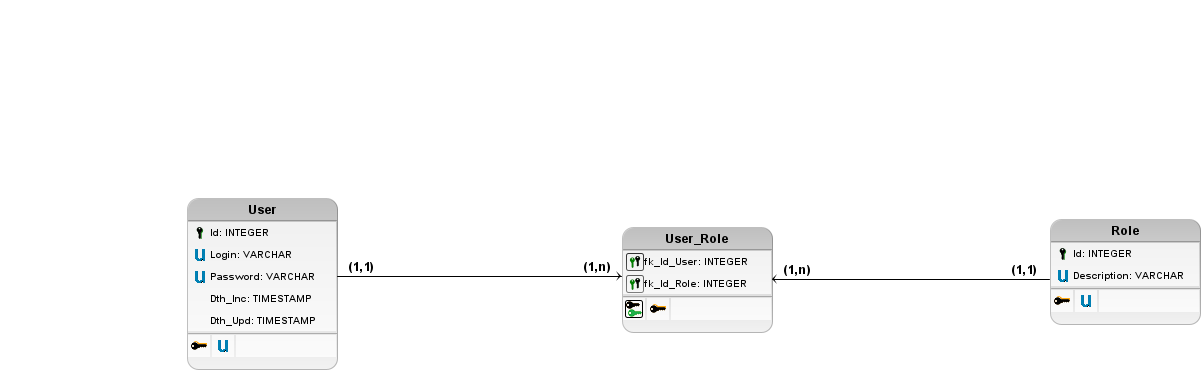 User
Id: INTEGER
U Login: VARCHAR
U Password: VARCHAR
Dth_Inc: TIMESTAMP
Dth_Upd: TIMESTAMP
U
(1,1)
(1,n)
User_Role
fk_Id_User: INTEGER
fk_Id_Role: INTEGER
(1,n)
(1,1)
Role
Id: INTEGER
U Description: VARCHAR
U